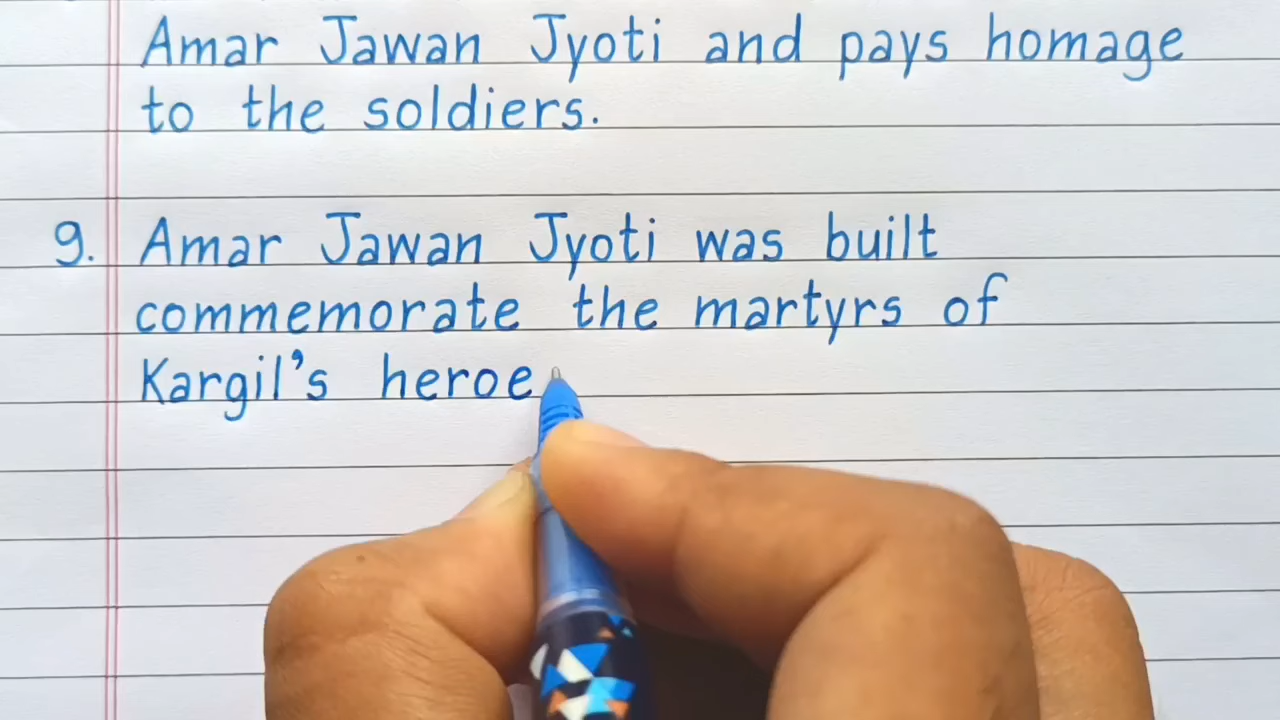 Amar Jawan Jyoti and pays homage
to the soldiers.
9. Amar Jawan Jyoti was built
commemorate the martyrs of
Kargil's heroe